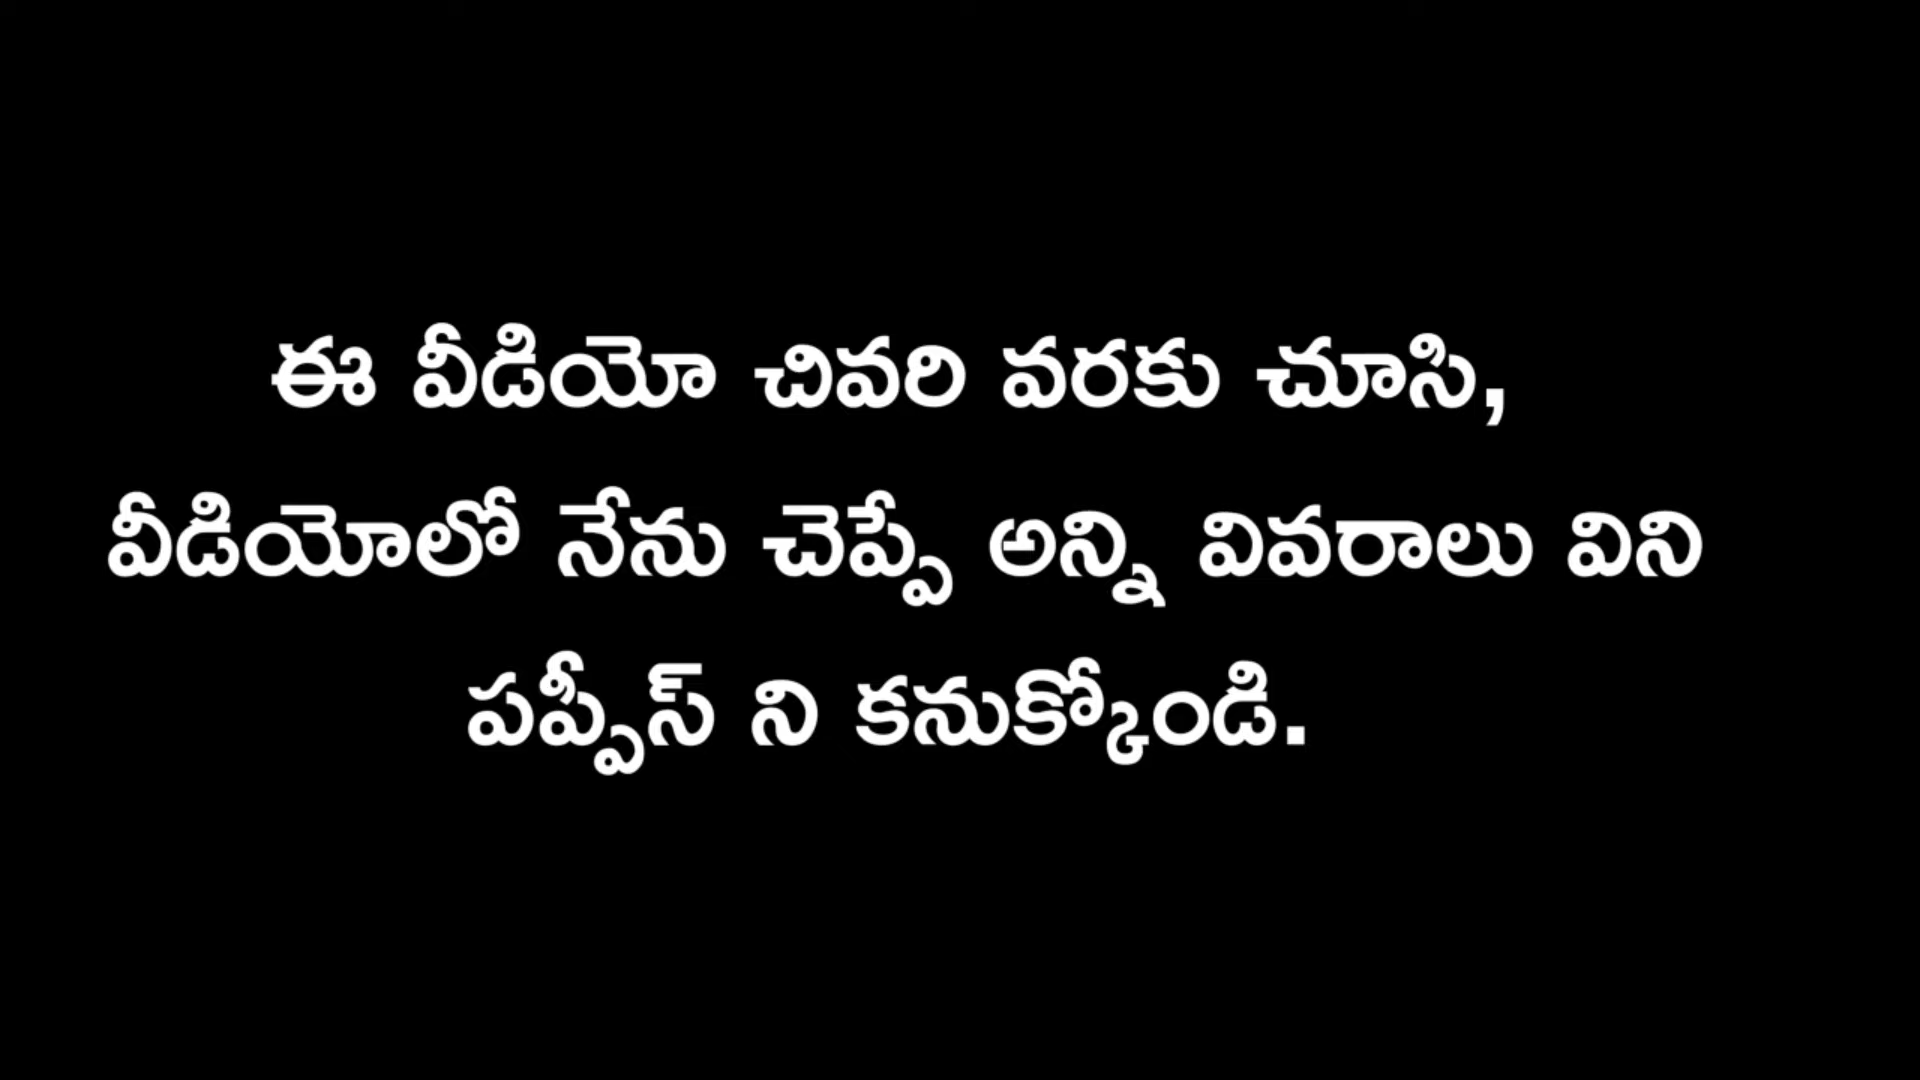 ఈ వీడియో చివరి వరకు చూసి,
వీడియోలో నేను చెప్పే అన్ని వివరాలు విని
పప్పీస్ ని కనుక్కోండి.